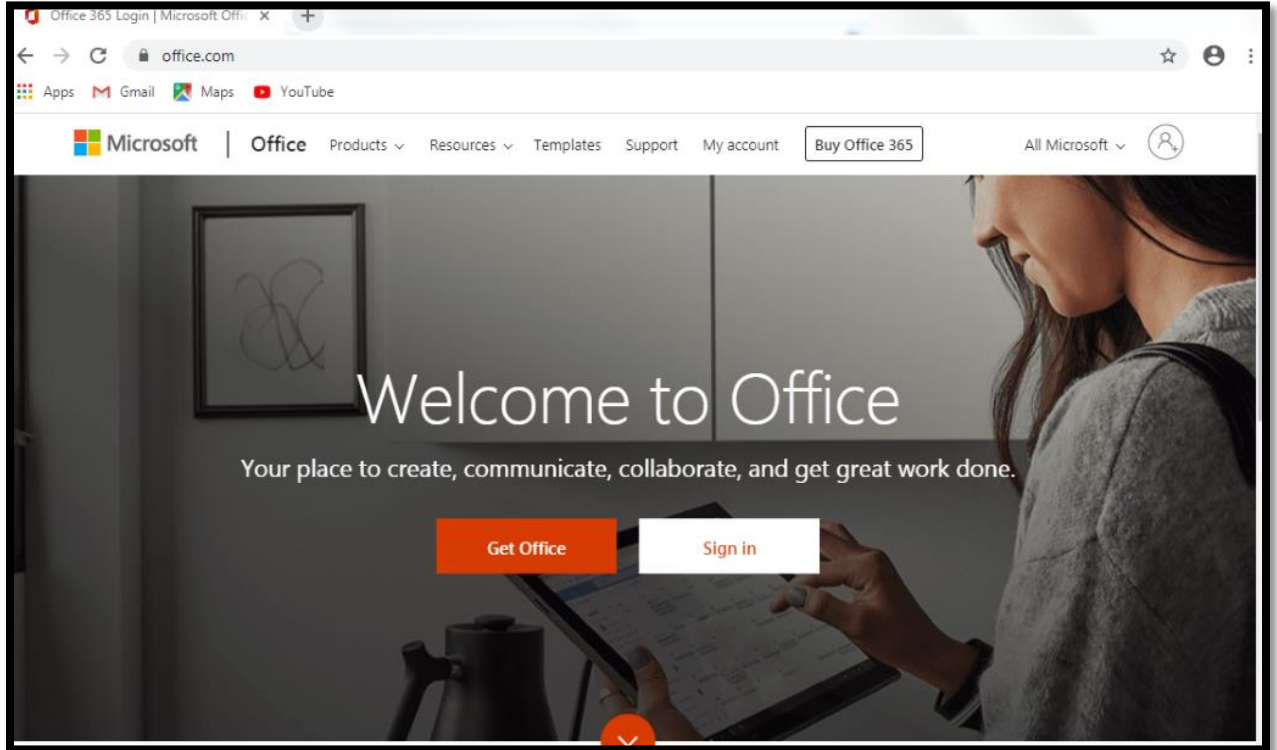 Office 365 Login | Microsoft Offic
office.com
Apps Gmail Maps YouTube
Microsoft | Office Products Resources Templates Support My account Buy Office 365 All Microsoft
Welcome to Office
Your place to create, communicate, collaborate, and get great work done.
Get Office Sign in